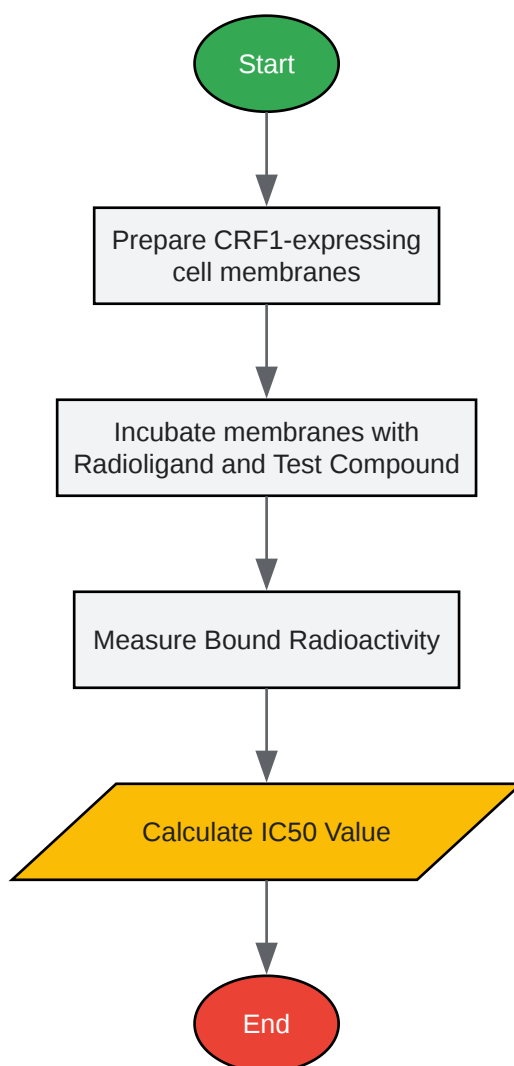 Start
Prepare CRF1-expressing
cell membranes
Incubate membranes with
Radioligand and Test Compound
Measure Bound Radioactivity
Calculate IC50 Value
End